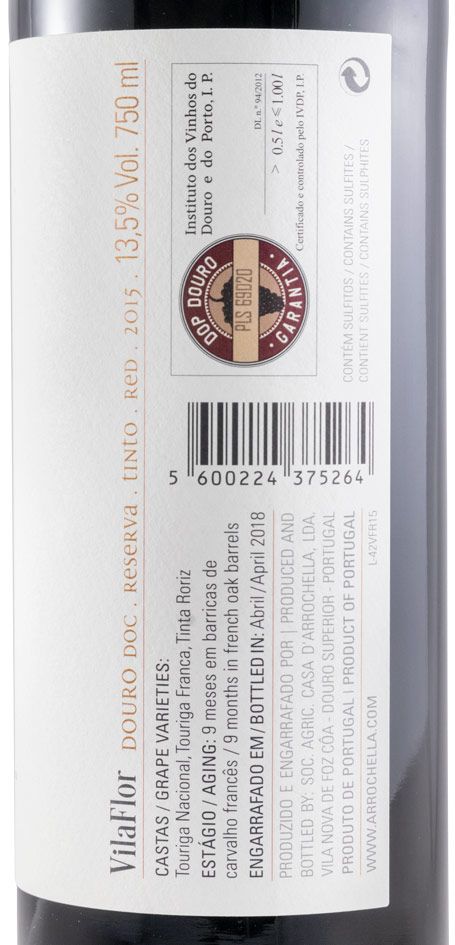 VilaFlor DOURO DOC . Reserva . tinto . red . 2015 . 13,5% Vol. 750 ml
CASTAS / GRAPE VARIETIES:
Touriga Nacional, Touriga Franca, Tinta Roriz
ESTÁGIO / AGING: 9 meses em barricas de
carvalho francês / 9 months in french oak barrels
ENGARRAFADO EM / BOTTLED IN: Abril / April 2018
PRODUZIDO E ENGARRAFADO POR | PRODUCED AND
BOTTLED BY: SOC. AGRIC. CASA D'ARROCHELLA, LDA.
VILA NOVA DE FOZ CÔA - DOURO SUPERIOR - PORTUGAL
PRODUTO DE PORTUGAL I PRODUCT OF PORTUGAL
WWW.ARROCHELLA.COM
L-42VFR15
5 600224 375264
DOP DOURO
PLS 69020
· GARANTIA ·
Instituto dos Vinhos do
Douro e do Porto, I. P.
DL n.º 94/2012
> 0.5 l e ≤ 1.00 l
Certificado e controlado pelo IVDP, I.P.
CONTÉM SULFITOS / CONTAINS SULFITES /
CONTIENT SULFITES / CONTAINS SULPHITES